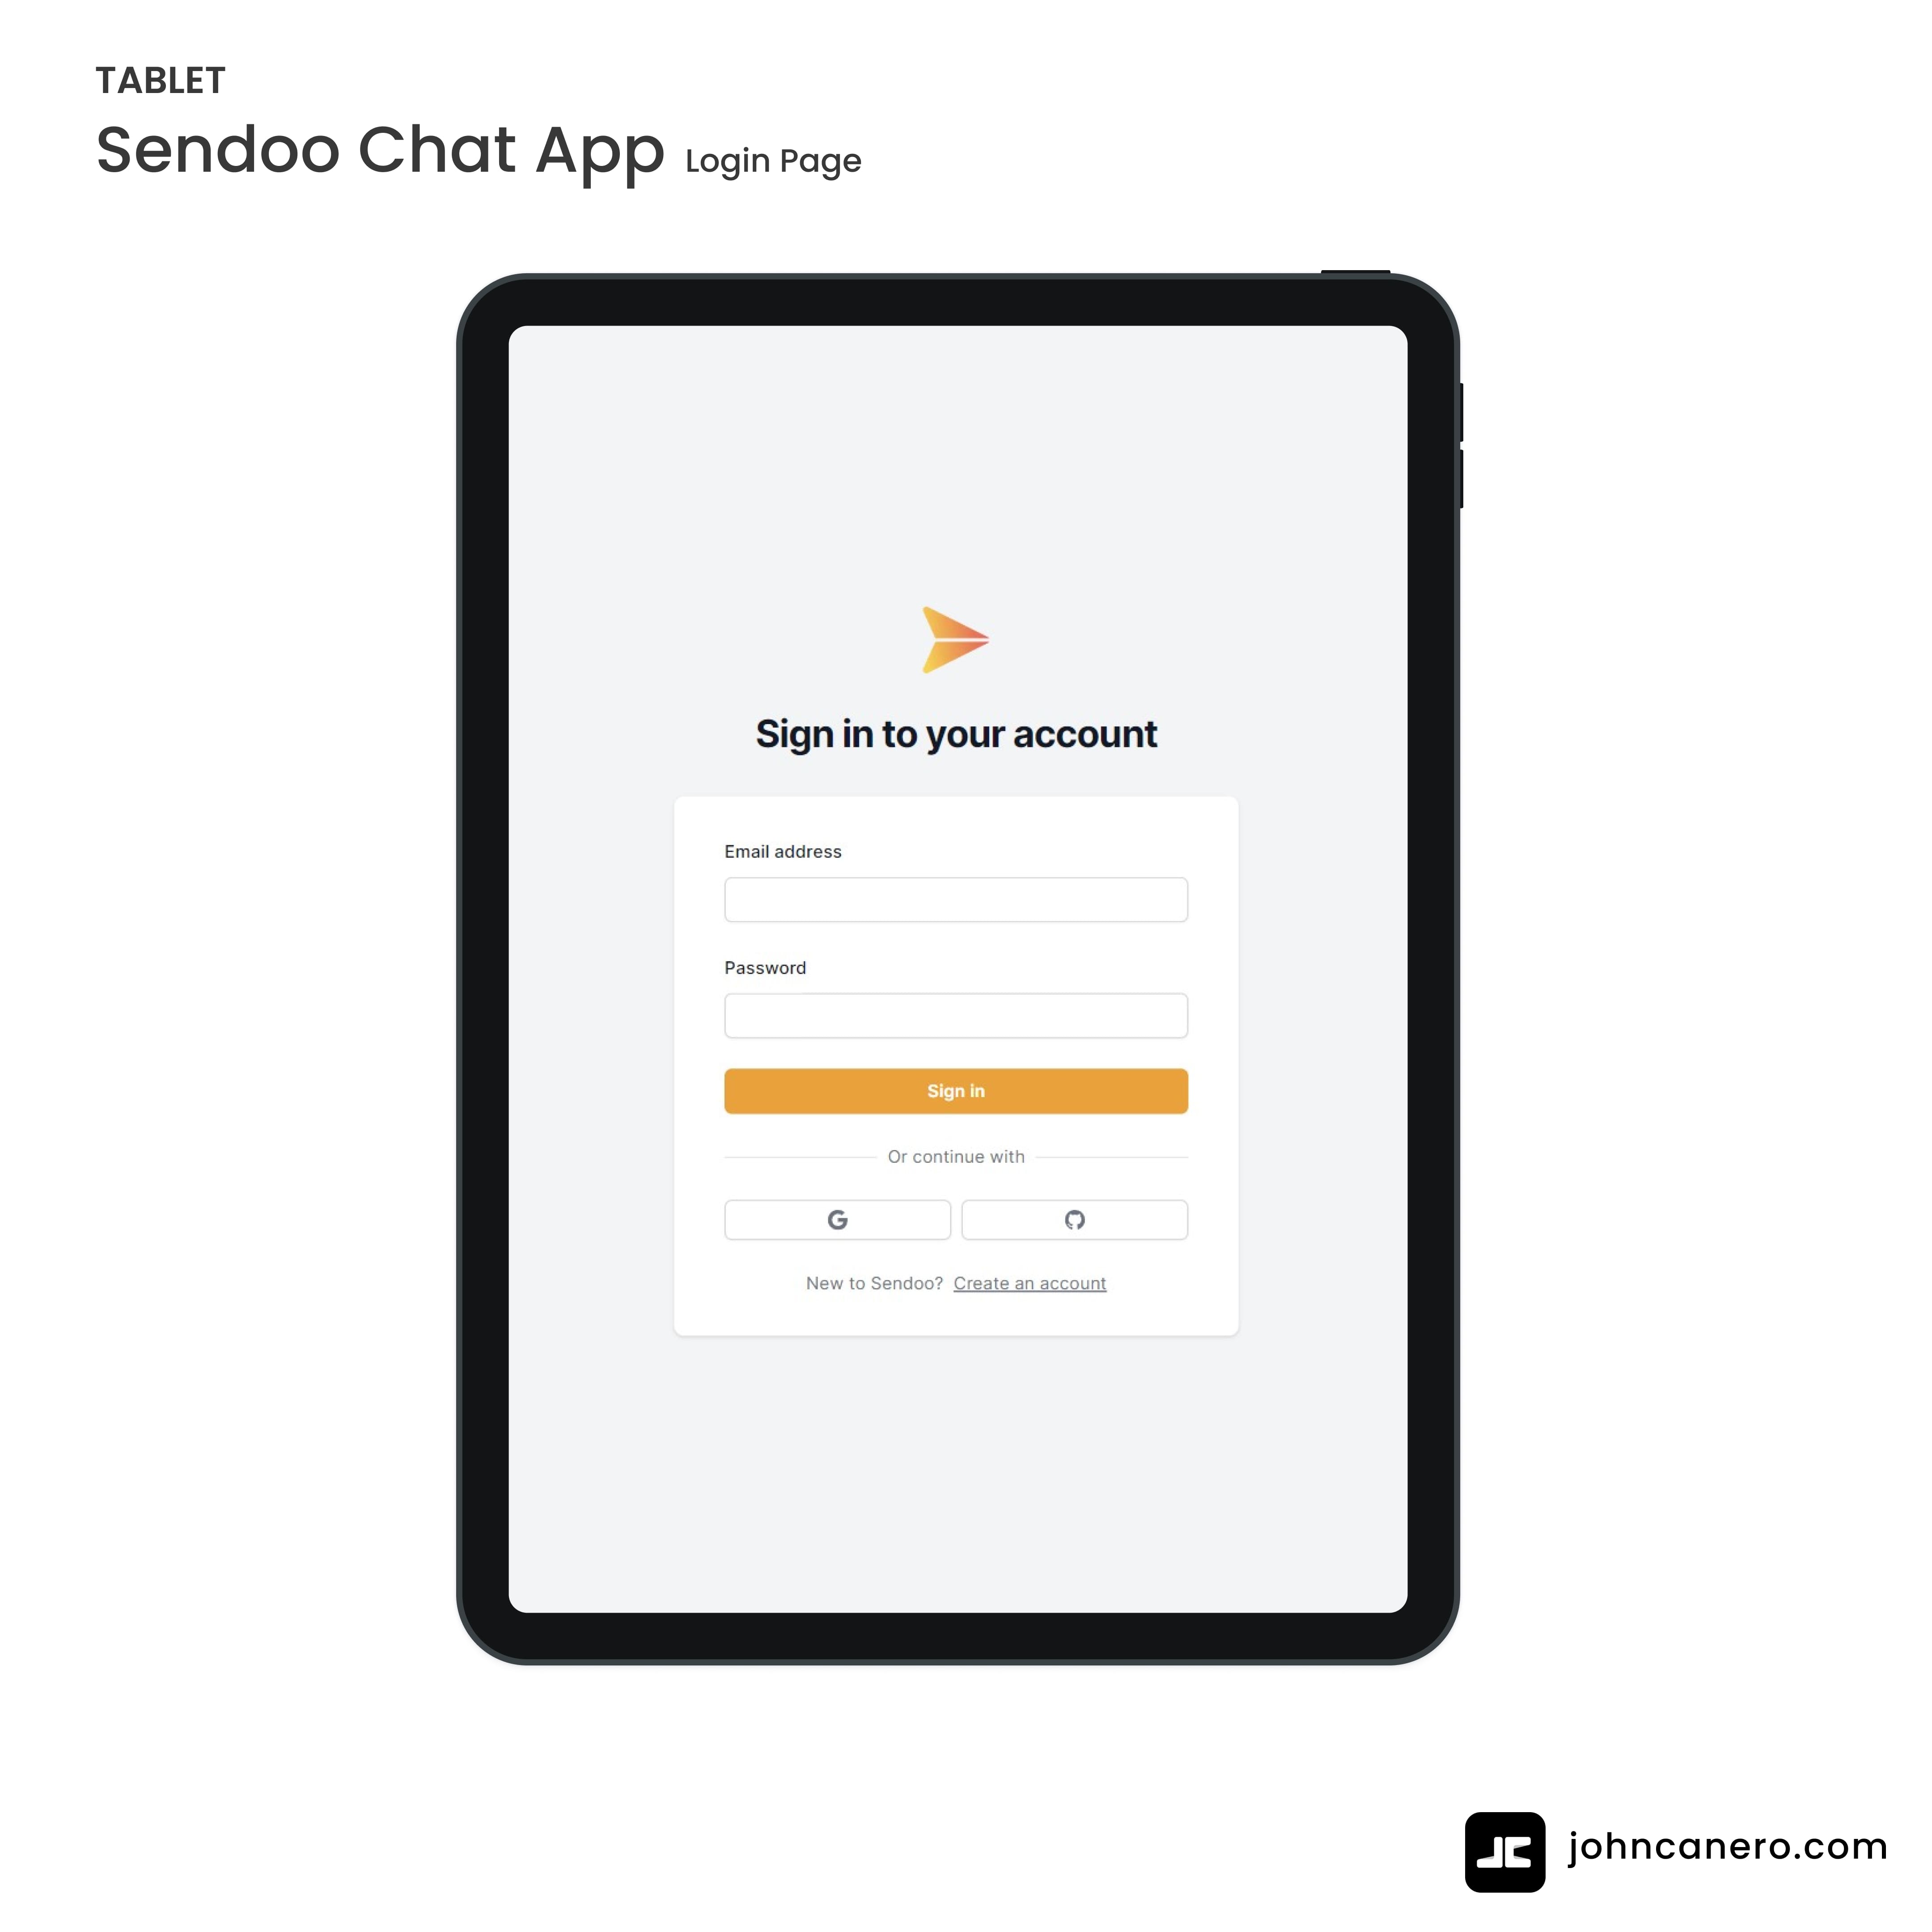 TABLET
Sendoo Chat App Login Page
Sign in to your account
Email address
Password
Sign in
Or continue with
New to Sendoo? Create an account
johncanero.com